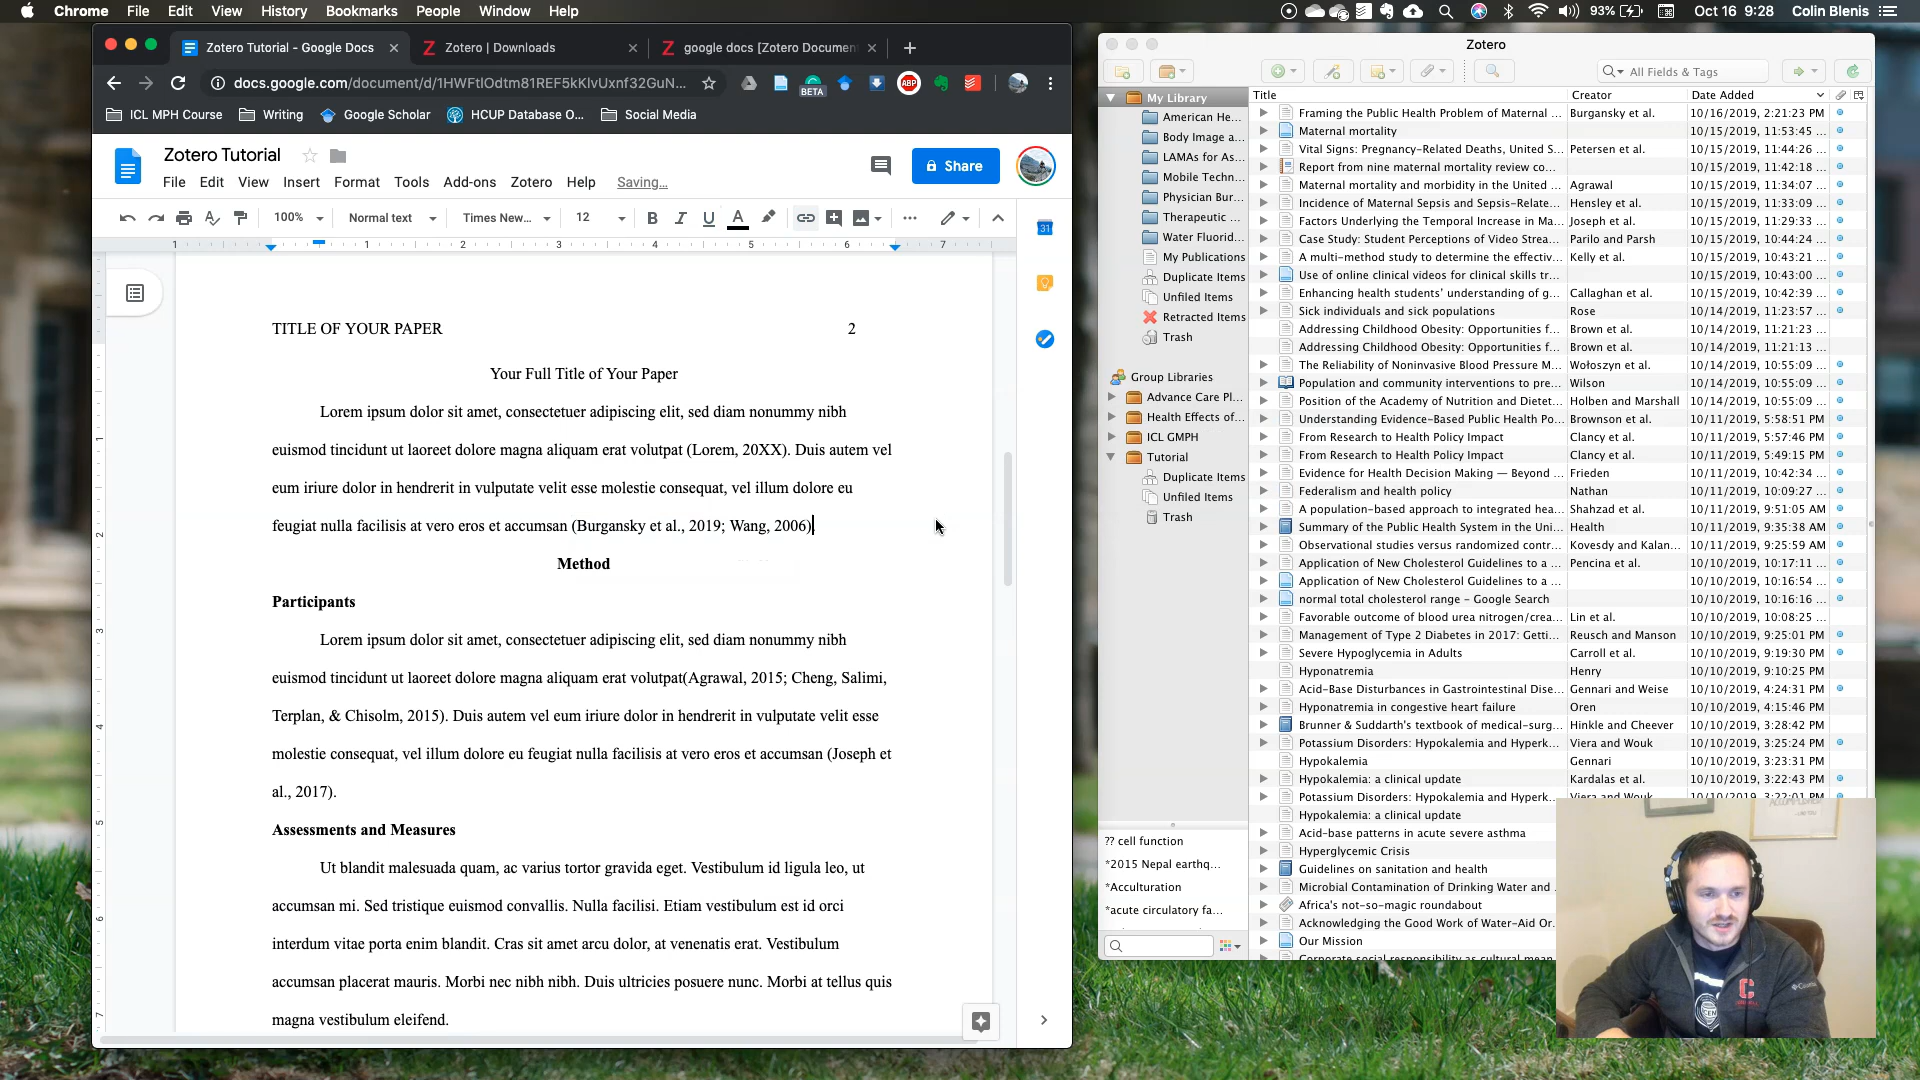 Chrome File Edit View History Bookmarks People Window Help
93% Oct 16 9:28 Colin Blenis
Zotero Tutorial - Google Docs
Zotero | Downloads
google docs [Zotero Documen
docs.google.com/document/d/1HWFtlOdtm81REF5kKlvUxnf32GuN...
BETA
ABP
ICL MPH Course Writing Google Scholar HCUP Database O... Social Media
Zotero Tutorial
Share
File Edit View Insert Format Tools Add-ons Zotero Help Saving...
100% Normal text Times New... 12 B I U A
1 1 2 3 4 5 6 7
31
TITLE OF YOUR PAPER 2
Your Full Title of Your Paper
Lorem ipsum dolor sit amet, consectetuer adipiscing elit, sed diam nonummy nibh
euismod tincidunt ut laoreet dolore magna aliquam erat volutpat (Lorem, 20XX). Duis autem vel
eum iriure dolor in hendrerit in vulputate velit esse molestie consequat, vel illum dolore eu
feugiat nulla facilisis at vero eros et accumsan (Burgansky et al., 2019; Wang, 2006).
Method
Participants
Lorem ipsum dolor sit amet, consectetuer adipiscing elit, sed diam nonummy nibh
euismod tincidunt ut laoreet dolore magna aliquam erat volutpat(Agrawal, 2015; Cheng, Salimi,
Terplan, & Chisolm, 2015). Duis autem vel eum iriure dolor in hendrerit in vulputate velit esse
molestie consequat, vel illum dolore eu feugiat nulla facilisis at vero eros et accumsan (Joseph et
al., 2017).
Assessments and Measures
Ut blandit malesuada quam, ac varius tortor gravida eget. Vestibulum id ligula leo, ut
accumsan mi. Sed tristique euismod convallis. Nulla facilisi. Etiam vestibulum est id orci
interdum vitae porta enim blandit. Cras sit amet arcu dolor, at venenatis erat. Vestibulum
accumsan placerat mauris. Morbi nec nibh nibh. Duis ultricies posuere nunc. Morbi at tellus quis
magna vestibulum eleifend.
Zotero
All Fields & Tags
My Library
American He...
Body Image a...
LAMAs for As...
Mobile Techn...
Physician Bur...
Therapeutic ...
Water Fluorid...
My Publications
Duplicate Items
Unfiled Items
Retracted Items
Trash
Group Libraries
Advance Care Pl...
Health Effects of...
ICL GMPH
Tutorial
Duplicate Items
Unfiled Items
Trash
?? cell function
*2015 Nepal earthq...
*Acculturation
*acute circulatory fa...
Title Creator Date Added
Framing the Public Health Problem of Maternal ... Burgansky et al. 10/16/2019, 2:21:23 PM
Maternal mortality 10/15/2019, 11:53:45 ...
Vital Signs: Pregnancy-Related Deaths, United S... Petersen et al. 10/15/2019, 11:44:26 ...
Report from nine maternal mortality review co... 10/15/2019, 11:42:18 ...
Maternal mortality and morbidity in the United ... Agrawal 10/15/2019, 11:34:07 ...
Incidence of Maternal Sepsis and Sepsis-Relate... Hensley et al. 10/15/2019, 11:33:09 ...
Factors Underlying the Temporal Increase in Ma... Joseph et al. 10/15/2019, 11:29:33 ...
Case Study: Student Perceptions of Video Strea... Parilo and Parsh 10/15/2019, 10:44:24 ...
A multi-method study to determine the effectiv... Kelly et al. 10/15/2019, 10:43:21 ...
Use of online clinical videos for clinical skills tr... 10/15/2019, 10:43:00 ...
Enhancing health students' understanding of g... Callaghan et al. 10/15/2019, 10:42:39 ...
Sick individuals and sick populations Rose 10/14/2019, 11:23:57 ...
Addressing Childhood Obesity: Opportunities f... Brown et al. 10/14/2019, 11:21:23 ...
Addressing Childhood Obesity: Opportunities f... Brown et al. 10/14/2019, 11:21:13 ...
The Reliability of Noninvasive Blood Pressure M... Wołoszyn et al. 10/14/2019, 10:55:09 ...
Population and community interventions to pre... Wilson 10/14/2019, 10:55:09 ...
Position of the Academy of Nutrition and Dietet... Holben and Marshall 10/14/2019, 10:55:09 ...
Understanding Evidence-Based Public Health Po... Brownson et al. 10/11/2019, 5:58:51 PM
From Research to Health Policy Impact Clancy et al. 10/11/2019, 5:57:46 PM
From Research to Health Policy Impact Clancy et al. 10/11/2019, 5:49:15 PM
Evidence for Health Decision Making — Beyond ... Frieden 10/11/2019, 10:42:34 ...
Federalism and health policy Nathan 10/11/2019, 10:09:27 ...
A population-based approach to integrated hea... Shahzad et al. 10/11/2019, 9:51:05 AM
Summary of the Public Health System in the Uni... Health 10/11/2019, 9:35:38 AM
Observational studies versus randomized contr... Kovesdy and Kalan... 10/11/2019, 9:25:59 AM
Application of New Cholesterol Guidelines to a ... Pencina et al. 10/10/2019, 10:17:11 ...
Application of New Cholesterol Guidelines to a ... 10/10/2019, 10:16:54 ...
normal total cholesterol range - Google Search 10/10/2019, 10:16:16 ...
Favorable outcome of blood urea nitrogen/crea... Lin et al. 10/10/2019, 10:08:25 ...
Management of Type 2 Diabetes in 2017: Getti... Reusch and Manson 10/10/2019, 9:25:01 PM
Severe Hypoglycemia in Adults Carroll et al. 10/10/2019, 9:19:30 PM
Hyponatremia Henry 10/10/2019, 9:10:25 PM
Acid-Base Disturbances in Gastrointestinal Dise... Gennari and Weise 10/10/2019, 4:24:31 PM
Hyponatremia in congestive heart failure Oren 10/10/2019, 4:15:46 PM
Brunner & Suddarth's textbook of medical-surg... Hinkle and Cheever 10/10/2019, 3:28:42 PM
Potassium Disorders: Hypokalemia and Hyperk... Viera and Wouk 10/10/2019, 3:25:24 PM
Hypokalemia Gennari 10/10/2019, 3:23:31 PM
Hypokalemia: a clinical update Kardalas et al. 10/10/2019, 3:22:43 PM
Potassium Disorders: Hypokalemia and Hyperk... Viera and Wouk 10/10/2019, 3:22:01 PM
Hypokalemia: a clinical update
Acid-base patterns in acute severe asthma
Hyperglycemic Crisis
Guidelines on sanitation and health
Microbial Contamination of Drinking Water and
Africa's not-so-magic roundabout
Acknowledging the Good Work of Water-Aid Or.
Our Mission
Corporate social responsibility as cultural mean